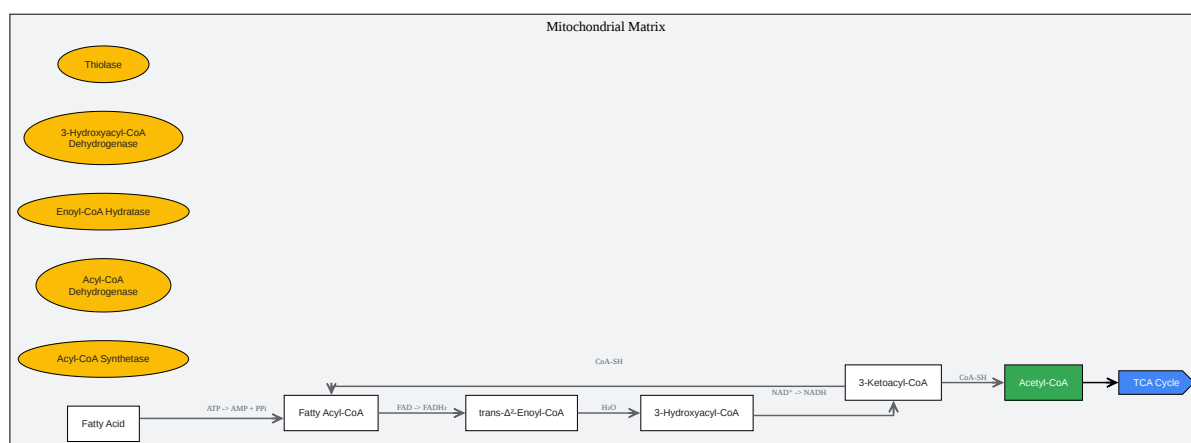 Mitochondrial Matrix
Thiolase
3-Hydroxyacyl-CoA
Dehydrogenase
Enoyl-CoA Hydratase
Acyl-CoA
Dehydrogenase
Acyl-CoA Synthetase
Fatty Acid
ATP -> AMP + PPi
Fatty Acyl-CoA
FAD -> FADH₂
trans-Δ²-Enoyl-CoA
H₂O
3-Hydroxyacyl-CoA
NAD⁺ -> NADH
3-Ketoacyl-CoA
CoA-SH
CoA-SH
Acetyl-CoA
TCA Cycle